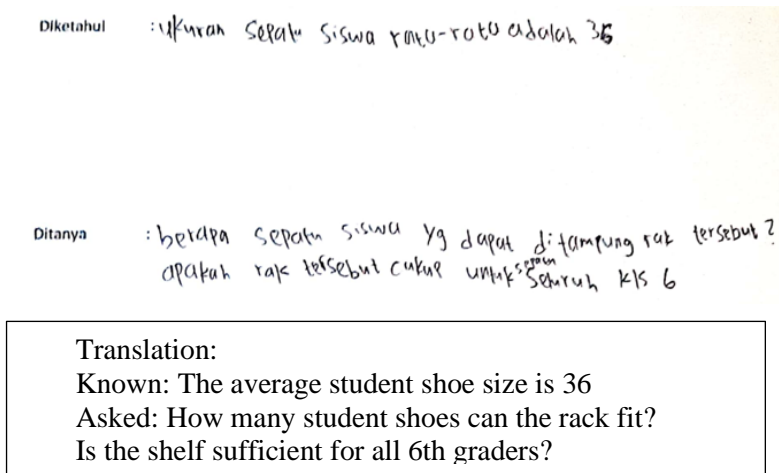 Diketahui : ukuran sepatu siswa rata-rata adalah 36
Ditanya : berapa sepatu siswa yg dapat ditampung rak tersebut ?
apakah rak tersebut cukup untuk sepatu seluruh kls 6
Translation:
Known: The average student shoe size is 36
Asked: How many student shoes can the rack fit?
Is the shelf sufficient for all 6th graders?